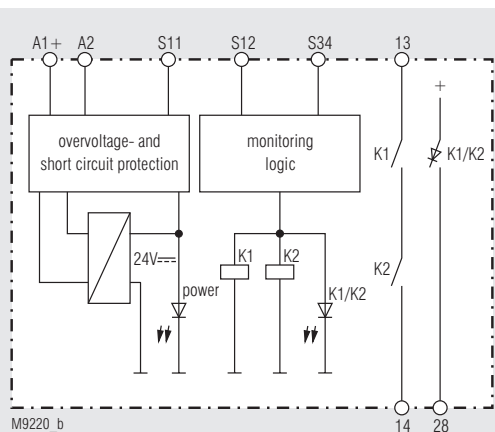 A1+ A2 S11 S12 S34 13
+
overvoltage- and
short circuit protection
monitoring
logic
K1
K1/K2
24V
K1
K2
K2
power
K1/K2
M9220_b
14 28